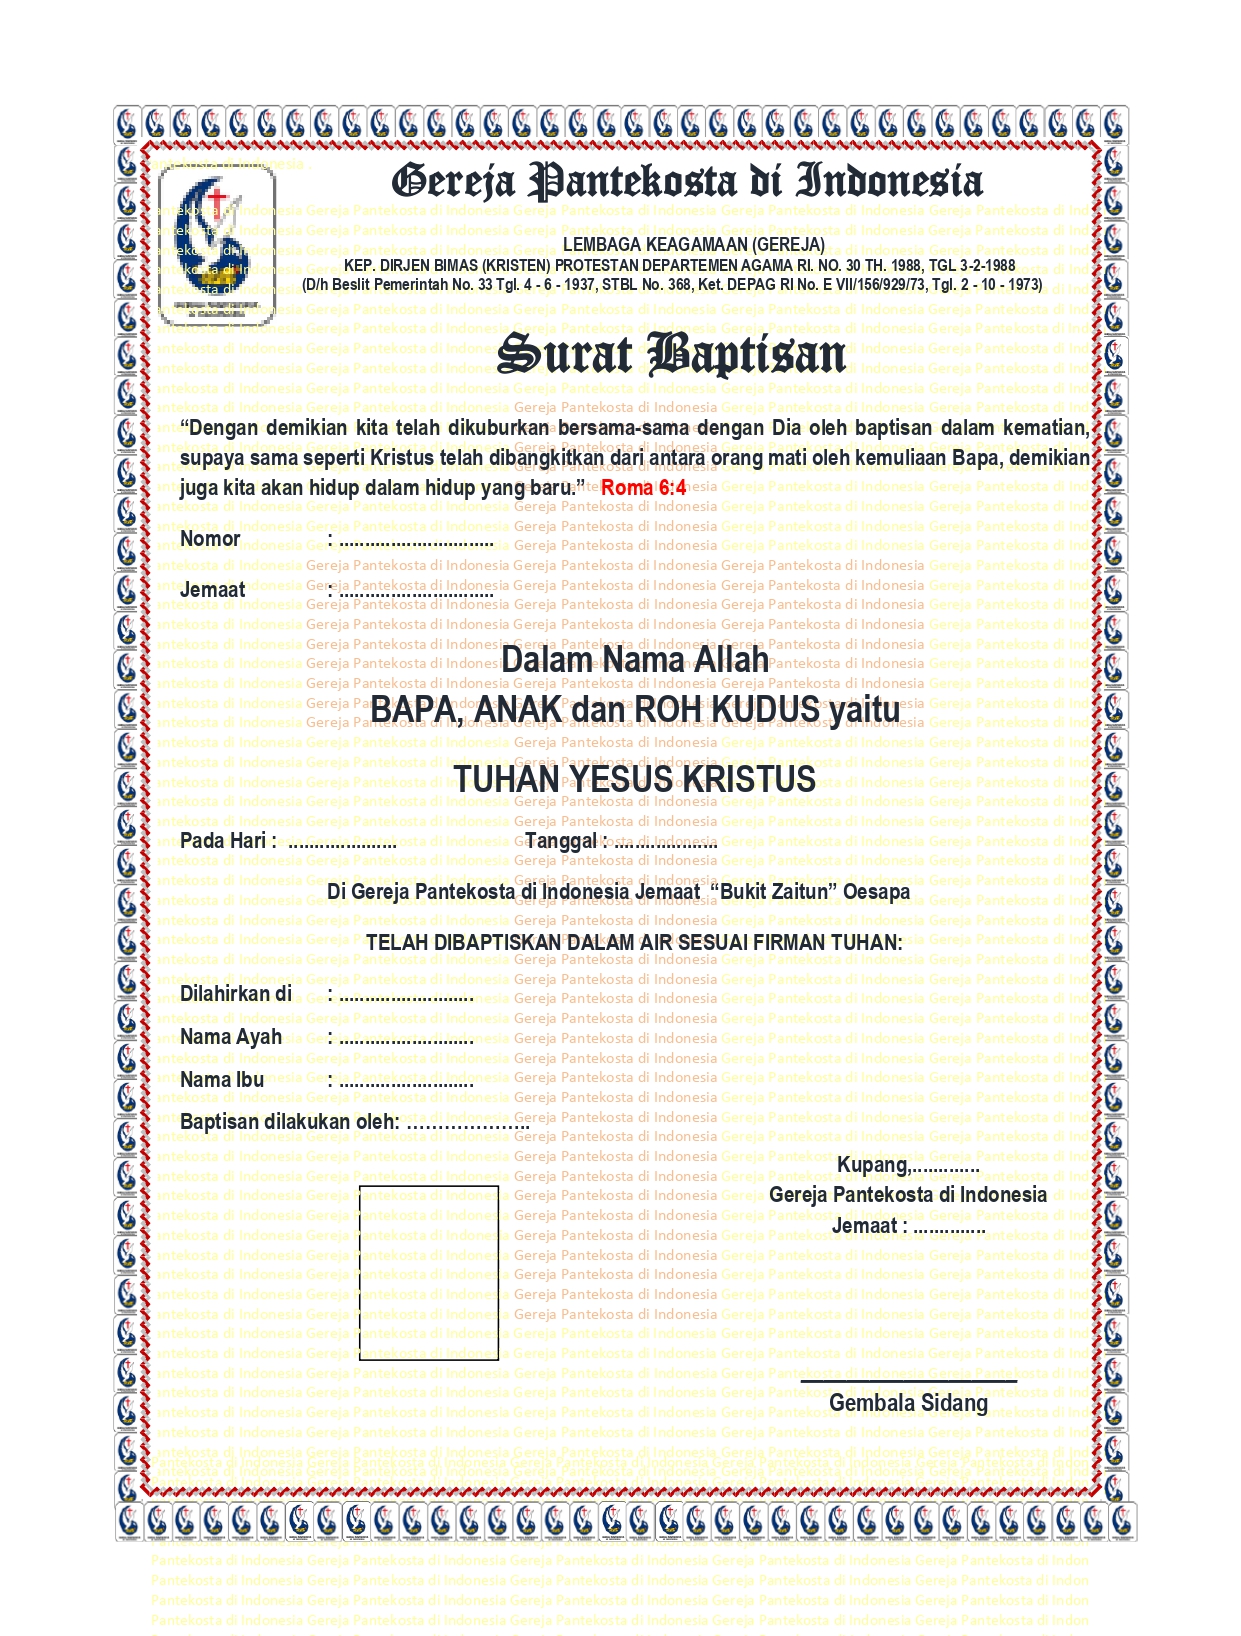 Gereja Pantekosta di Indonesia
LEMBAGA KEAGAMAAN (GEREJA)
KEP. DIRJEN BIMAS (KRISTEN) PROTESTAN DEPARTEMEN AGAMA RI. NO. 30 TH. 1988, TGL 3-2-1988
(D/h Beslit Pemerintah No. 33 Tgl. 4 - 6 - 1937, STBL No. 368, Ket. DEPAG RI No. E VII/156/929/73, Tgl. 2 - 10 - 1973)
Surat Baptisan
“Dengan demikian kita telah dikuburkan bersama-sama dengan Dia oleh baptisan dalam kematian,
supaya sama seperti Kristus telah dibangkitkan dari antara orang mati oleh kemuliaan Bapa, demikian
juga kita akan hidup dalam hidup yang baru.” Roma 6:4
Nomor : ..............................
Jemaat : ..............................
Dalam Nama Allah
BAPA, ANAK dan ROH KUDUS yaitu
TUHAN YESUS KRISTUS
Pada Hari : ..................... Tanggal : .....................
Di Gereja Pantekosta di Indonesia Jemaat “Bukit Zaitun” Oesapa
TELAH DIBAPTISKAN DALAM AIR SESUAI FIRMAN TUHAN:
Dilahirkan di : ..........................
Nama Ayah : ..........................
Nama Ibu : ..........................
Baptisan dilakukan oleh: ………………..
Kupang,.............
Gereja Pantekosta di Indonesia
Jemaat : ..............
Gembala Sidang